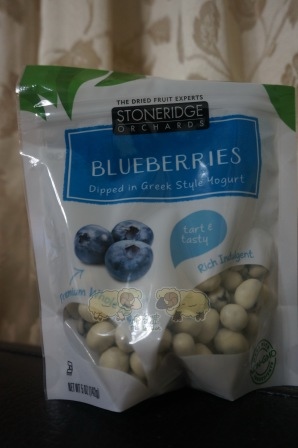 THE DRIED FRUIT EXPERTS
STONERIDGE
ORCHARDS
BLUEBERRIES
Dipped in Greek Style Yogurt
tart &
tasty
Rich Indulgent
NET WT 5 OZ (142g)